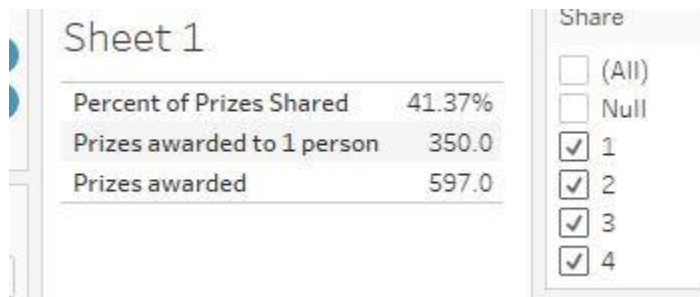 Sheet 1
Percent of Prizes Shared 41.37%
Prizes awarded to 1 person 350.0
Prizes awarded 597.0
Share
(All)
Null
1
2
3
4